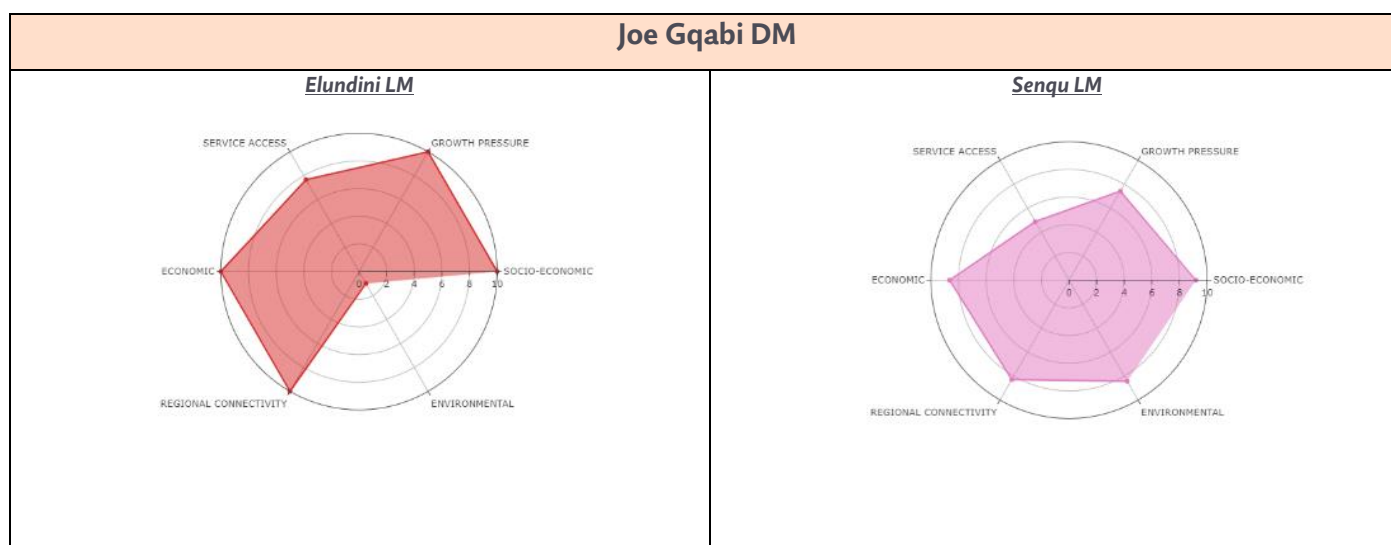 Joe Gqabi DM
Elundini LM
SERVICE ACCESS
GROWTH PRESSURE
ECONOMIC
0 2 4 6 8 10
SOCIO-ECONOMIC
REGIONAL CONNECTIVITY
ENVIRONMENTAL
Senqu LM
SERVICE ACCESS
GROWTH PRESSURE
ECONOMIC
0 2 4 6 8 10
SOCIO-ECONOMIC
REGIONAL CONNECTIVITY
ENVIRONMENTAL